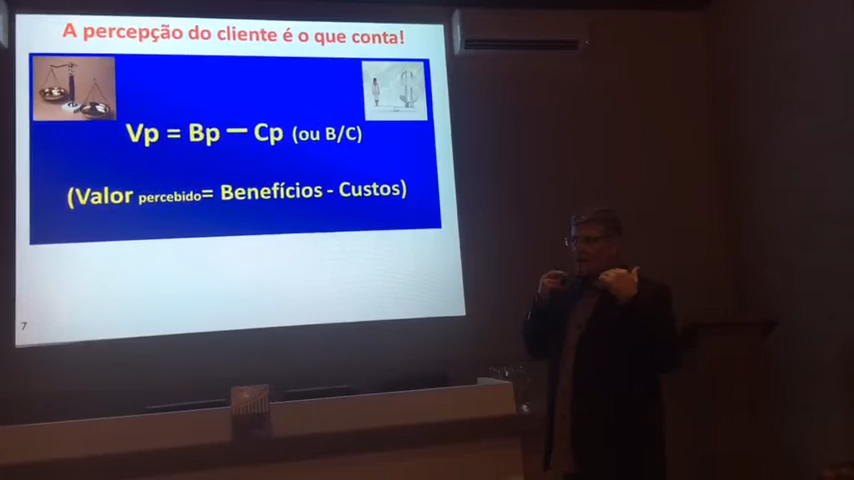 A percepção do cliente é o que conta!
Vp = Bp – Cp (ou B/C)
(Valor percebido= Benefícios - Custos)
7